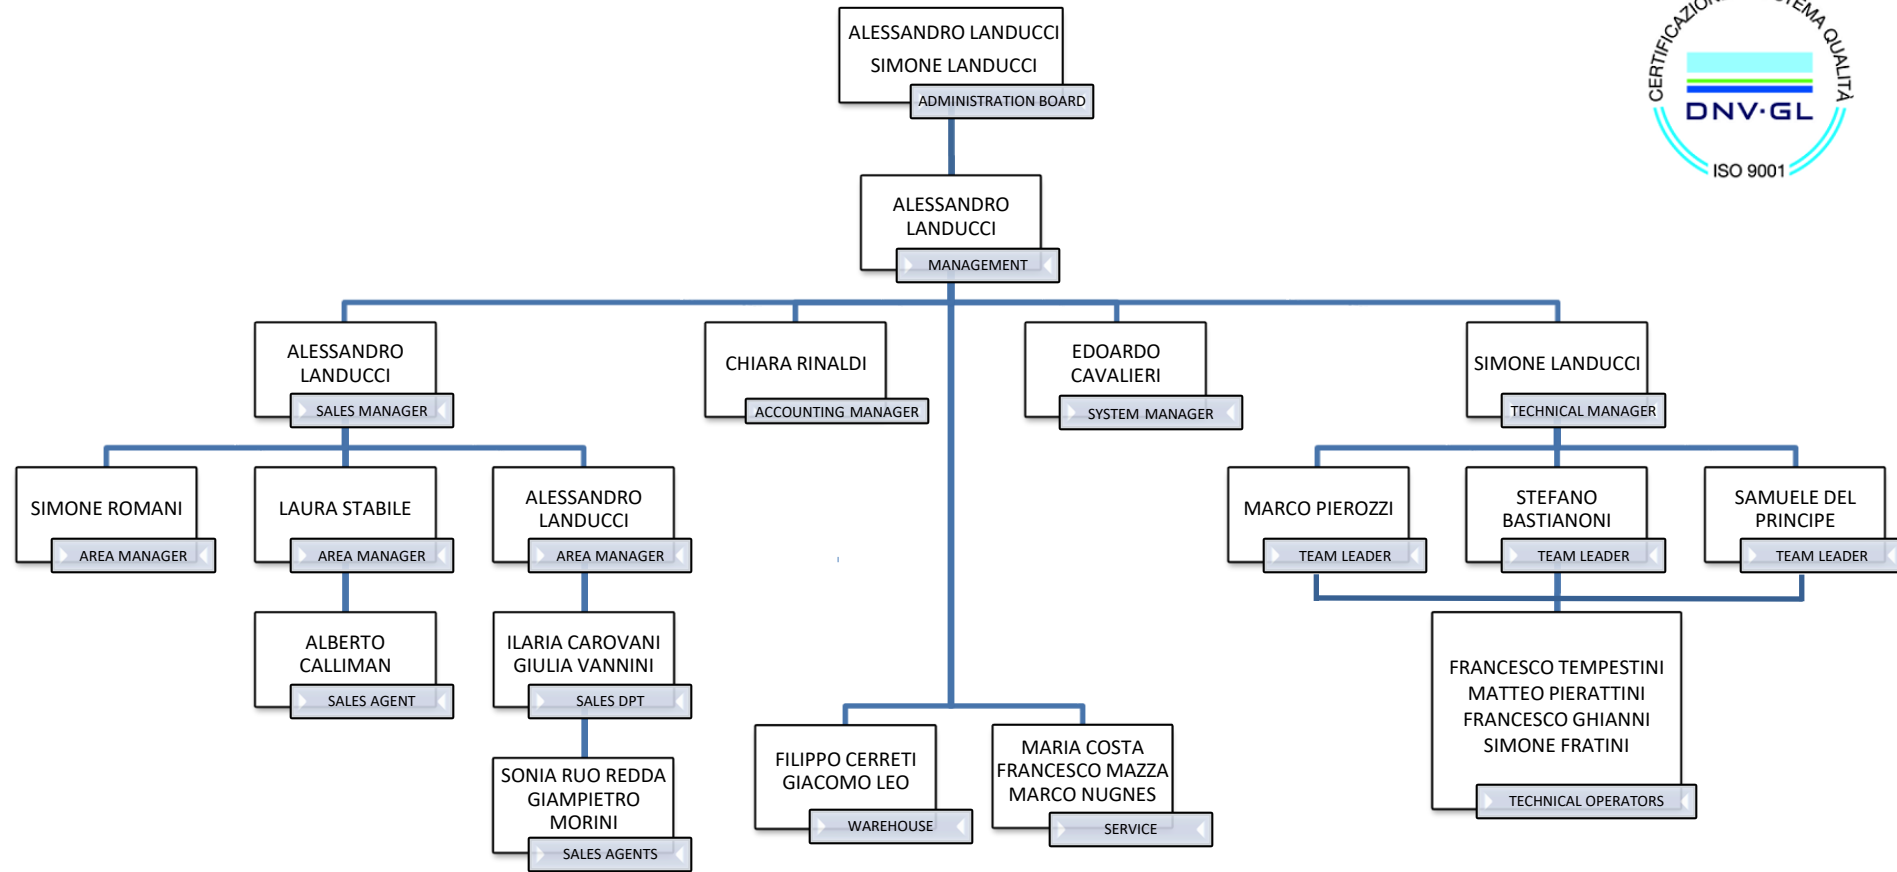 ALESSANDRO LANDUCCI
SIMONE LANDUCCI
ADMINISTRATION BOARD
CERTIFICAZIONE
QUALITÀ
DNV·GL
ISO 9001
ALESSANDRO
LANDUCCI
MANAGEMENT
ALESSANDRO
LANDUCCI
SALES MANAGER
CHIARA RINALDI
ACCOUNTING MANAGER
EDOARDO
CAVALIERI
SYSTEM MANAGER
SIMONE LANDUCCI
TECHNICAL MANAGER
SIMONE ROMANI
AREA MANAGER
LAURA STABILE
AREA MANAGER
ALESSANDRO
LANDUCCI
AREA MANAGER
MARCO PIEROZZI
TEAM LEADER
STEFANO
BASTIANONI
TEAM LEADER
SAMUELE DEL
PRINCIPE
TEAM LEADER
ALBERTO
CALLIMAN
SALES AGENT
ILARIA CAROVANI
GIULIA VANNINI
SALES DPT
FRANCESCO TEMPESTINI
MATTEO PIERATTINI
FRANCESCO GHIANNI
SIMONE FRATINI
TECHNICAL OPERATORS
SONIA RUO REDDA
GIAMPIETRO
MORINI
SALES AGENTS
FILIPPO CERRETI
GIACOMO LEO
WAREHOUSE
MARIA COSTA
FRANCESCO MAZZA
MARCO NUGNES
SERVICE